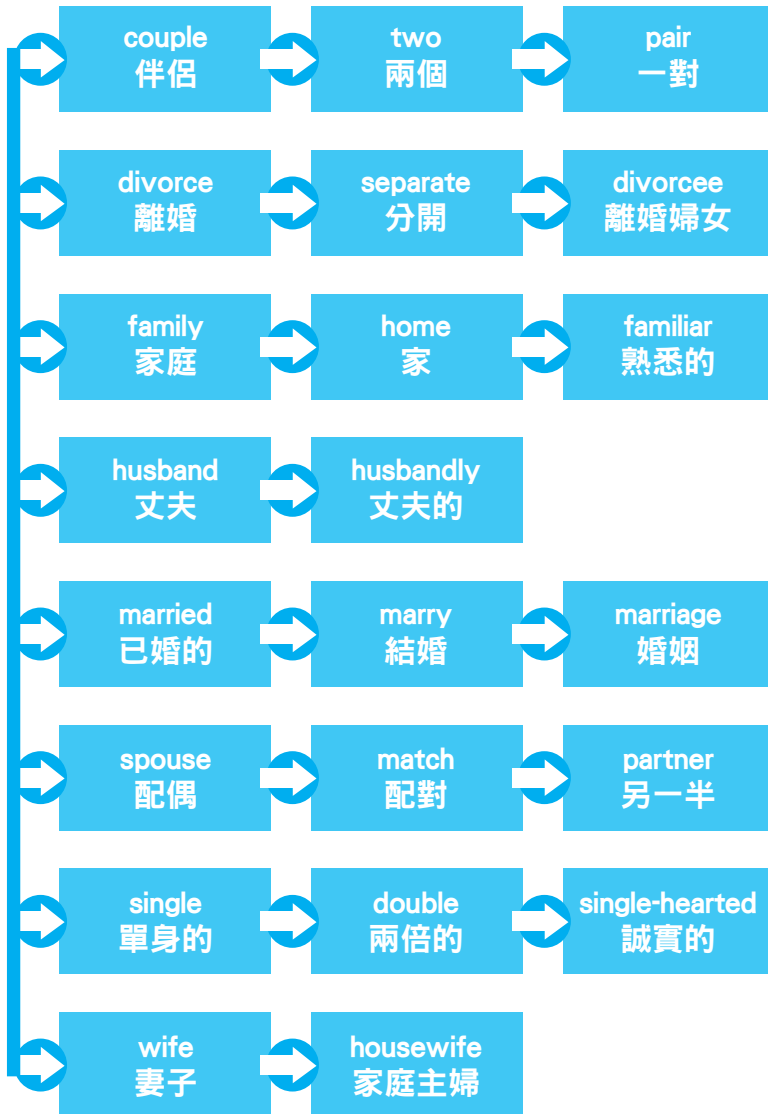 couple
伴侶
two
兩個
pair
一對
divorce
離婚
separate
分開
divorcee
離婚婦女
family
家庭
home
家
familiar
熟悉的
husband
丈夫
husbandly
丈夫的
married
已婚的
marry
結婚
marriage
婚姻
spouse
配偶
match
配對
partner
另一半
single
單身的
double
兩倍的
single-hearted
誠實的
wife
妻子
housewife
家庭主婦